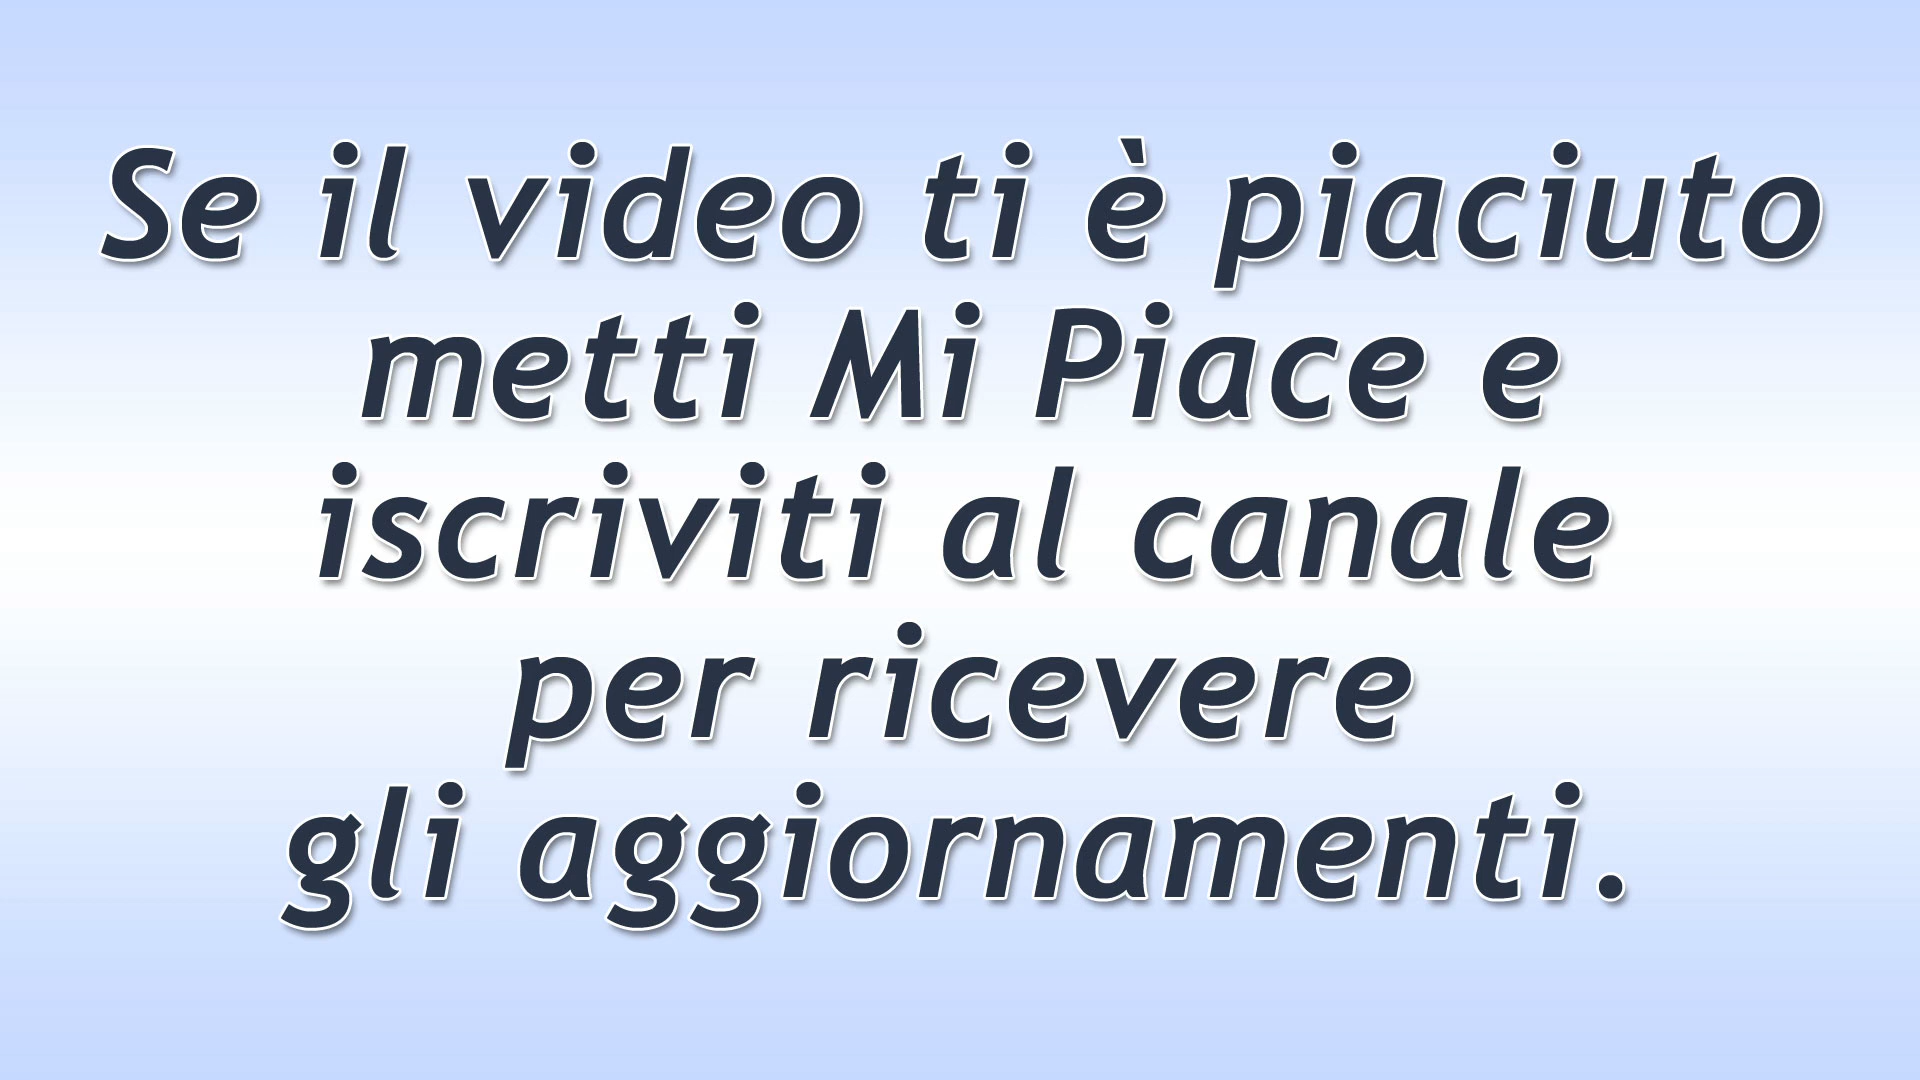 Se il video ti è piaciuto
metti Mi Piace e
iscriviti al canale
per ricevere
gli aggiornamenti.